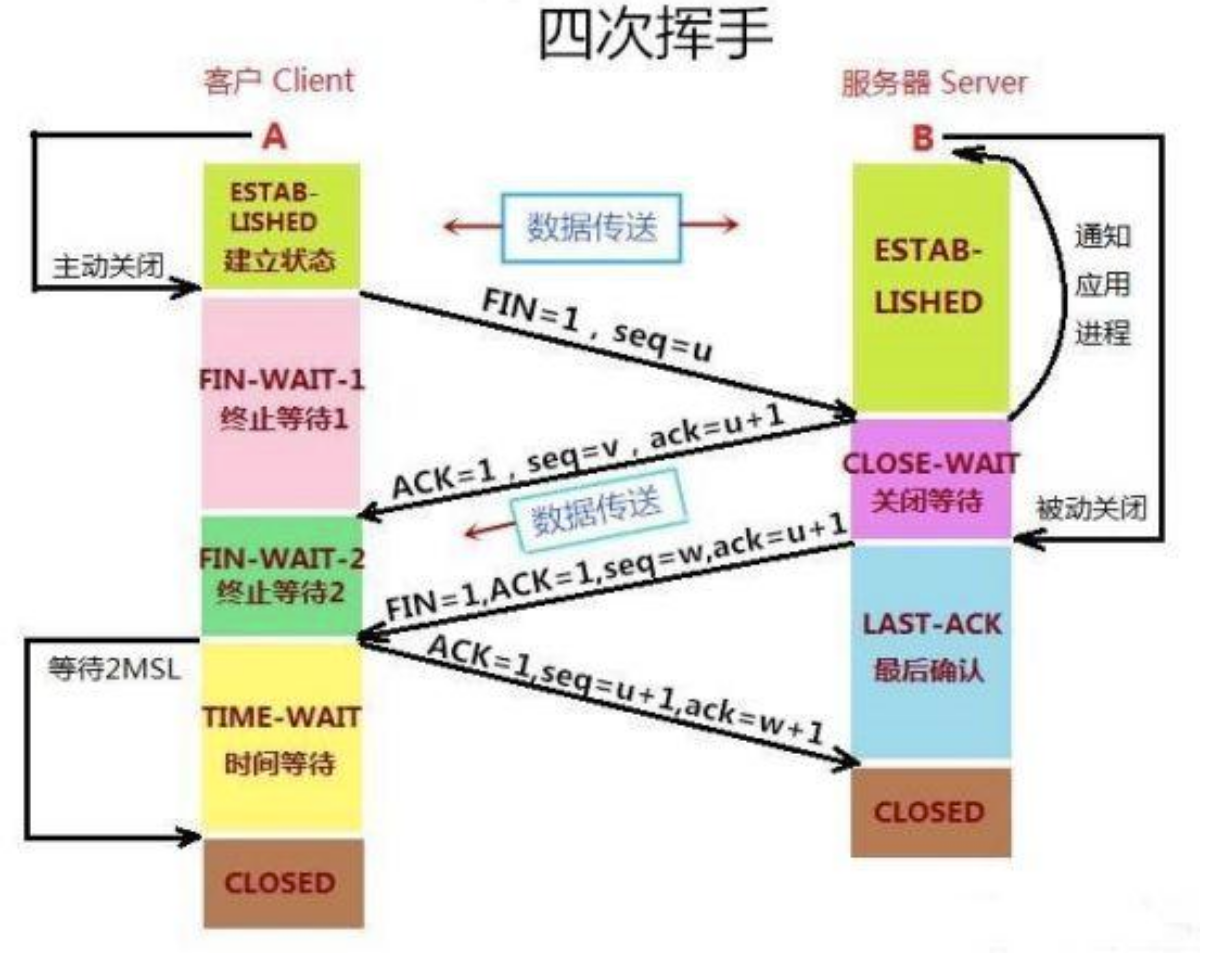 四次挥手
客户 Client
服务器 Server
A
B
ESTAB-
LISHED
建立状态
数据传送
ESTAB-
LISHED
通知
应用
进程
主动关闭
FIN=1，seq=u
FIN-WAIT-1
终止等待1
ACK=1，seq=v，ack=u+1
CLOSE-WAIT
关闭等待
数据传送
被动关闭
FIN-WAIT-2
终止等待2
FIN=1,ACK=1,seq=w,ack=u+1
LAST-ACK
最后确认
等待2MSL
ACK=1,seq=u+1,ack=w+1
TIME-WAIT
时间等待
CLOSED
CLOSED